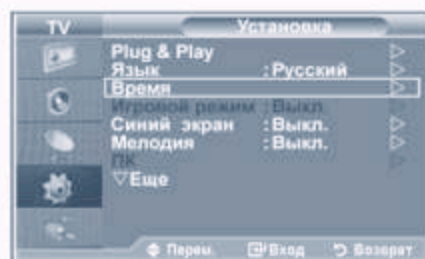 TV Установка
Plug & Play
Язык : Русский
Время
Игровой режим : Выкл.
Синий экран : Выкл.
Мелодия : Выкл.
ПК
▽Еще
Перем. Вход Возврат